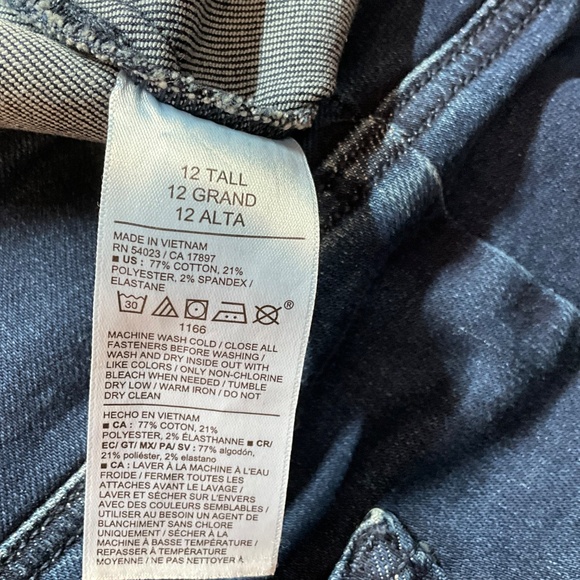 12 TALL
12 GRAND
12 ALTA
MADE IN VIETNAM
RN 54023 / CA 17897
■ US : 77% COTTON, 21%
POLYESTER, 2% SPANDEX /
ELASTANE
30 ®
1166
MACHINE WASH COLD / CLOSE ALL
FASTENERS BEFORE WASHING /
WASH AND DRY INSIDE OUT WITH
LIKE COLORS / ONLY NON-CHLORINE
BLEACH WHEN NEEDED / TUMBLE
DRY LOW / WARM IRON / DO NOT
DRY CLEAN
HECHO EN VIETNAM
■ CA : 77% COTON, 21%
POLYESTER, 2% ÉLASTHANNE ■ CR/
EC/ GT/ MX/ PA/ SV : 77% algodón,
21% poliéster, 2% elastano
■ CA : LAVER À LA MACHINE À L'EAU
FROIDE / FERMER TOUTES LES
ATTACHES AVANT LE LAVAGE /
LAVER ET SÉCHER SUR L'ENVERS
AVEC DES COULEURS SEMBLABLES /
UTILISER AU BESOIN UN AGENT DE
BLANCHIMENT SANS CHLORE
UNIQUEMENT / SÉCHER À LA MACHINE
À BASSE TEMPÉRATURE /
REPASSER À TEMPÉRATURE
MOYENNE / NE PAS NETTOYER À